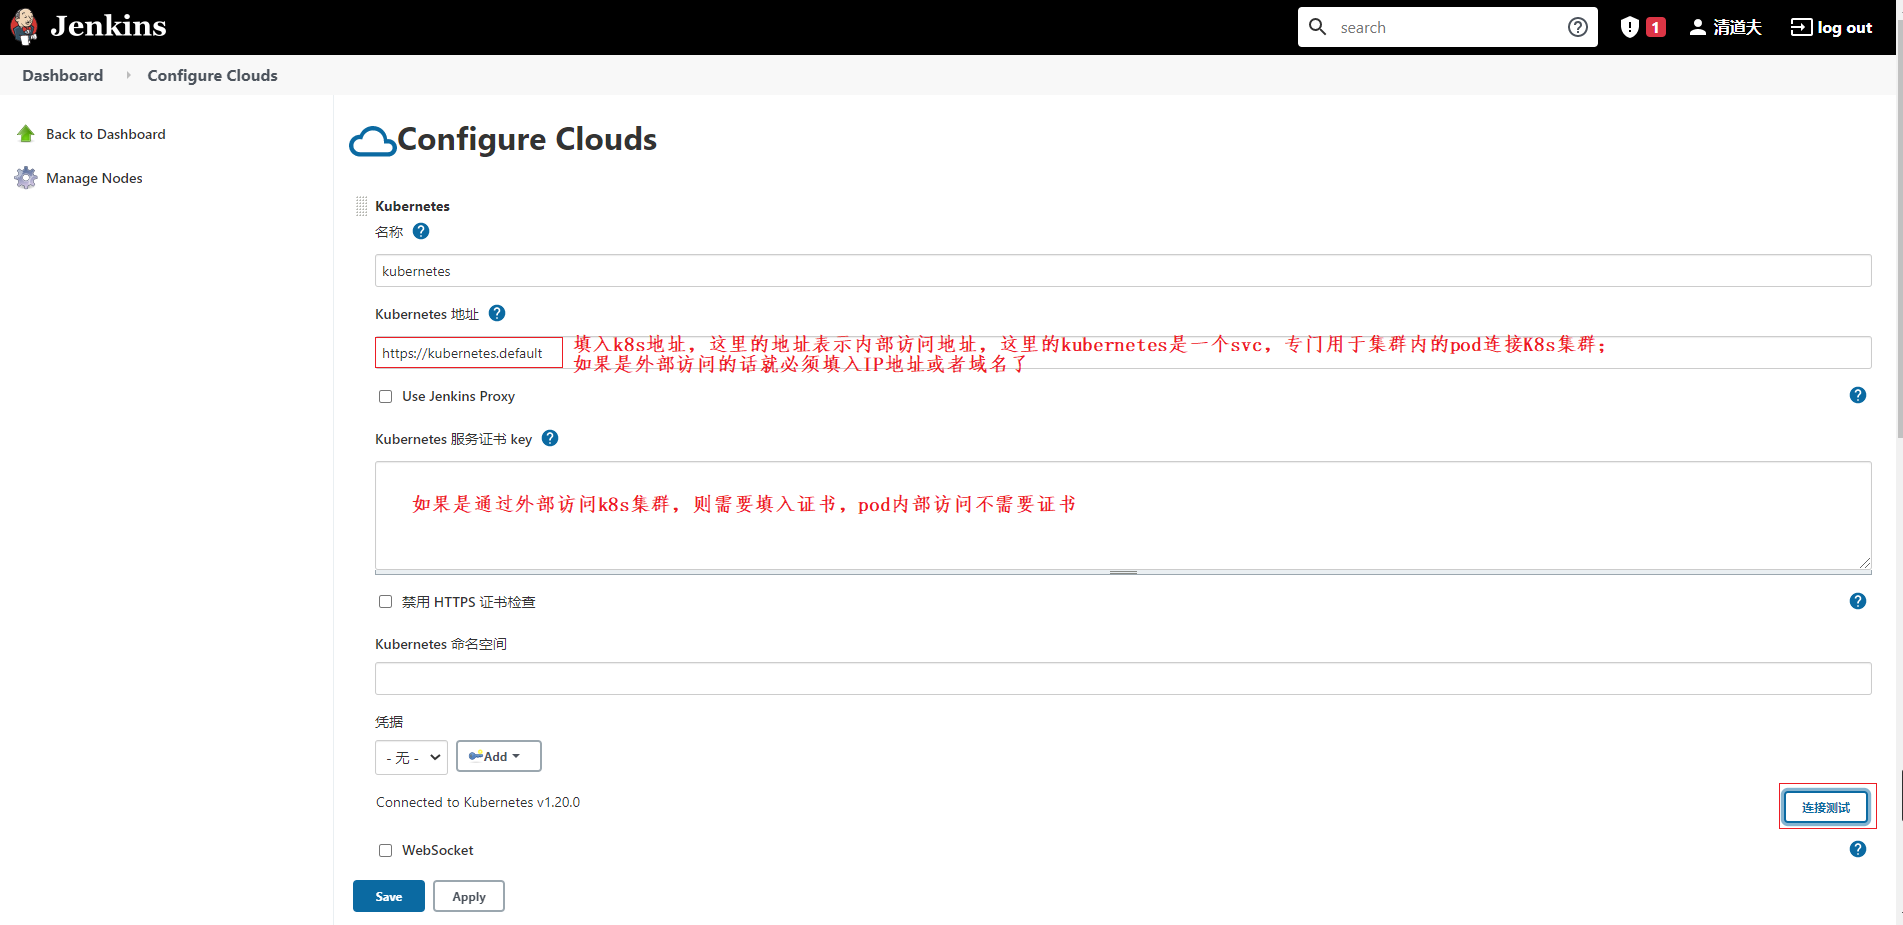 Jenkins
search
1
清道夫
log out
Dashboard
Configure Clouds
Back to Dashboard
Manage Nodes
Configure Clouds
Kubernetes
名称
kubernetes
Kubernetes 地址
https://kubernetes.default
填入k8s地址，这里的地址表示内部访问地址，这里的kubernetes是一个svc，专门用于集群内的pod连接K8s集群；
如果是外部访问的话就必须填入IP地址或者域名了
Use Jenkins Proxy
Kubernetes 服务证书 key
如果是通过外部访问k8s集群，则需要填入证书，pod内部访问不需要证书
禁用 HTTPS 证书检查
Kubernetes 命名空间
凭据
- 无 -
Add
Connected to Kubernetes v1.20.0
连接测试
WebSocket
Save
Apply